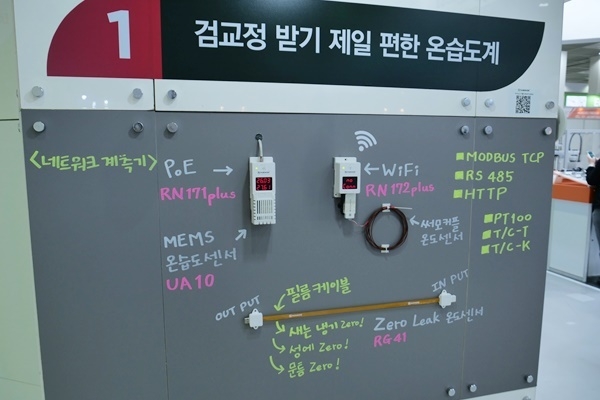 1
검교정 받기 제일 편한 온습도계
<네트워크 계측기>
PoE
RN171plus
WiFi
RN172plus
MODBUS TCP
RS 485
HTTP
PT100
T/C-T
T/C-K
MEMS
온습도센서
UA10
써모커플
온도센서
OUT PUT
필름 케이블
IN PUT
새는 냉기 Zero!
성에 Zero!
문틈 Zero!
Zero Leak 온도센서
RG41